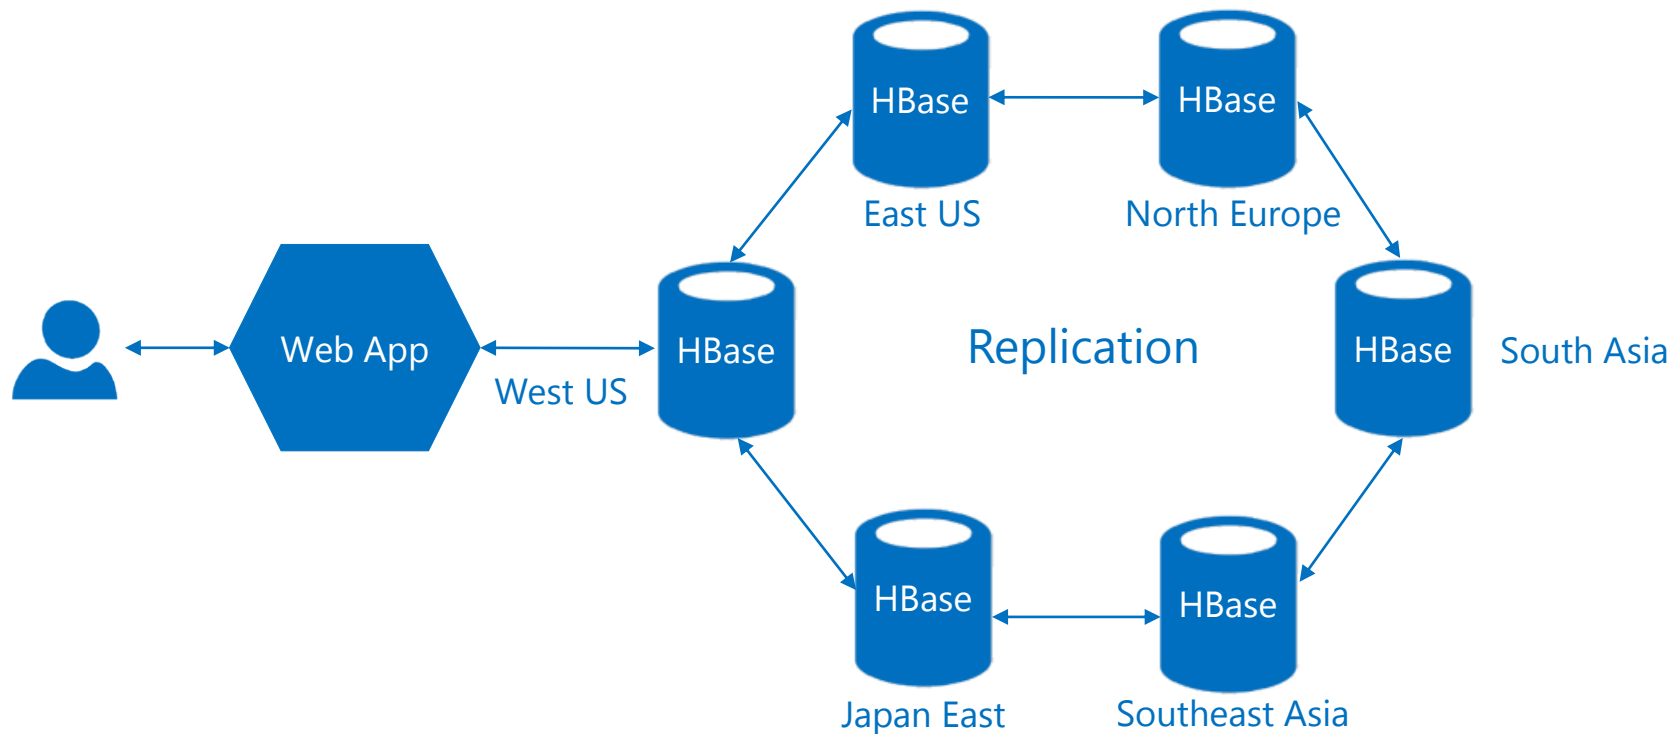 HBase
HBase
East US
North Europe
Web App
West US
HBase
Replication
HBase
South Asia
HBase
HBase
Japan East
Southeast Asia